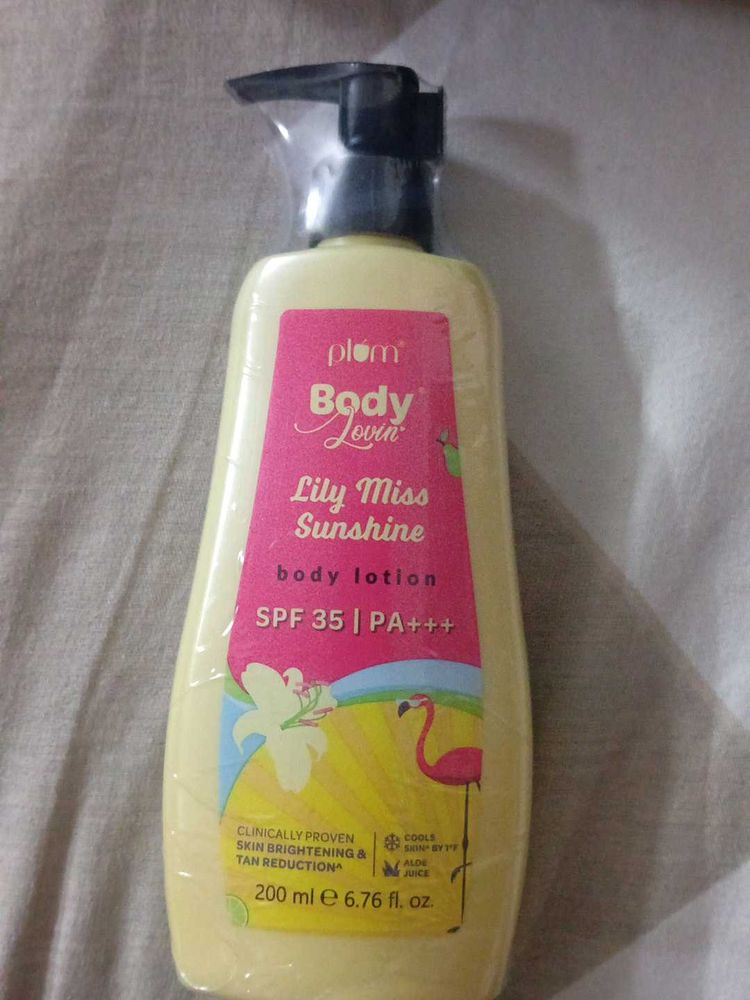 plum®
Body
Lovin'
Lily Miss
Sunshine
body lotion
SPF 35 | PA+++
CLINICALLY PROVEN
SKIN BRIGHTENING &
TAN REDUCTION^
COOLS
SKIN^ BY 7°F
ALOE
JUICE
200 ml ℮ 6.76 fl. oz.